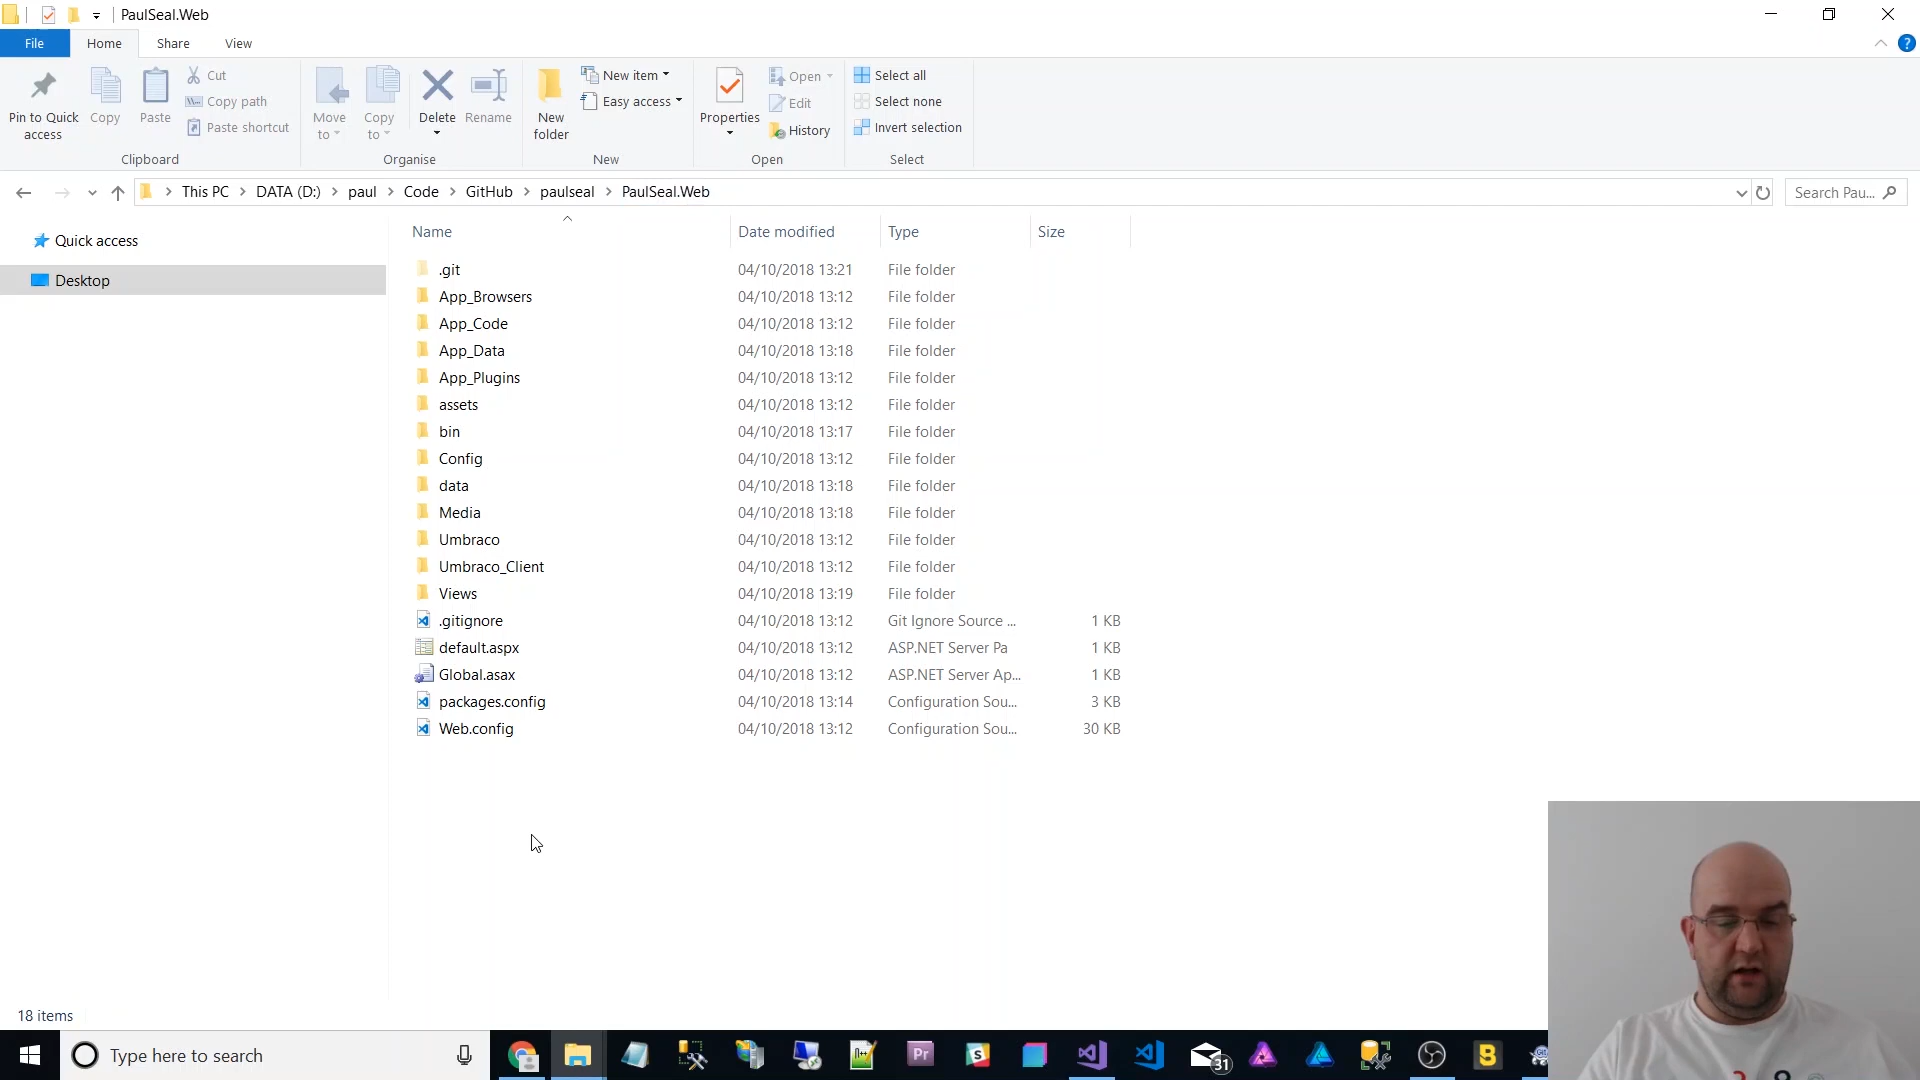 PaulSeal.Web
File Home Share View
Pin to Quick access
Copy
Paste
Cut
Copy path
Paste shortcut
Clipboard
Move to
Copy to
Delete
Rename
Organise
New folder
New item
Easy access
New
Properties
Open
Edit
History
Open
Select all
Select none
Invert selection
Select
This PC > DATA (D:) > paul > Code > GitHub > paulseal > PaulSeal.Web
Search Pau...
Quick access
Desktop
Name Date modified Type Size
.git 04/10/2018 13:21 File folder
App_Browsers 04/10/2018 13:12 File folder
App_Code 04/10/2018 13:12 File folder
App_Data 04/10/2018 13:18 File folder
App_Plugins 04/10/2018 13:12 File folder
assets 04/10/2018 13:12 File folder
bin 04/10/2018 13:17 File folder
Config 04/10/2018 13:12 File folder
data 04/10/2018 13:18 File folder
Media 04/10/2018 13:18 File folder
Umbraco 04/10/2018 13:12 File folder
Umbraco_Client 04/10/2018 13:12 File folder
Views 04/10/2018 13:19 File folder
.gitignore 04/10/2018 13:12 Git Ignore Source ... 1 KB
default.aspx 04/10/2018 13:12 ASP.NET Server Pa 1 KB
Global.asax 04/10/2018 13:12 ASP.NET Server Ap... 1 KB
packages.config 04/10/2018 13:14 Configuration Sou... 3 KB
Web.config 04/10/2018 13:12 Configuration Sou... 30 KB
18 items
Type here to search
Pr
S
31
B